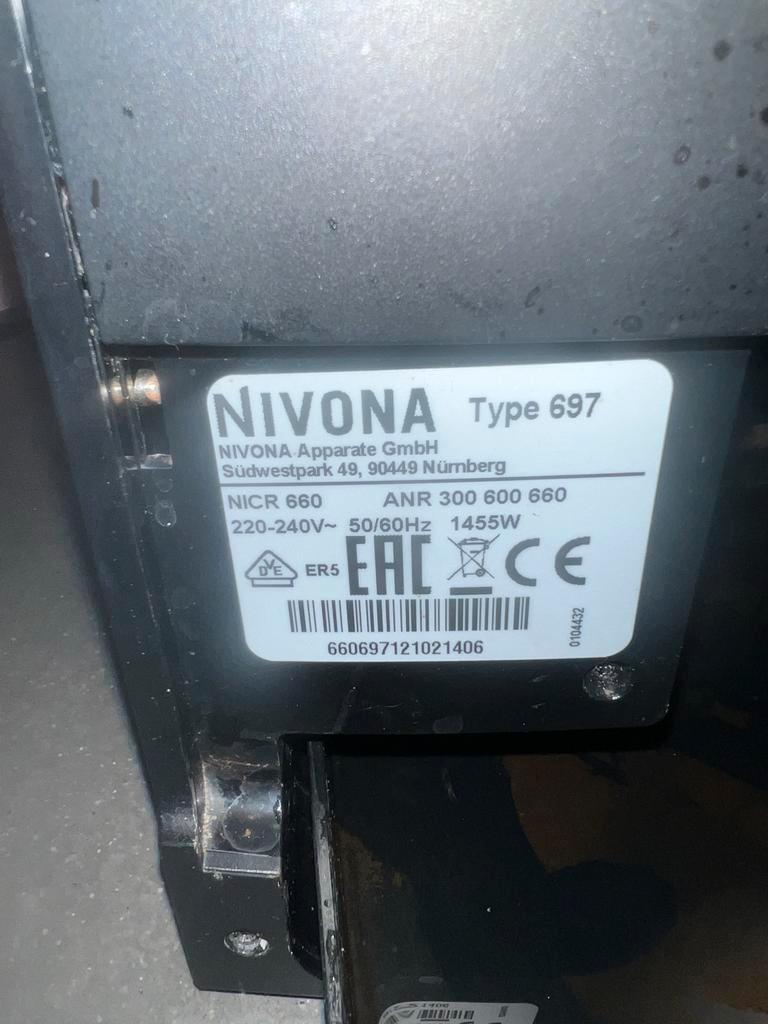 NIVONA Type 697
NIVONA Apparate GmbH
Südwestpark 49, 90449 Nürnberg
NICR 660 ANR 300 600 660
220-240V~ 50/60Hz 1455W
DVE ER5 EAC CE
660697121021406
0104432